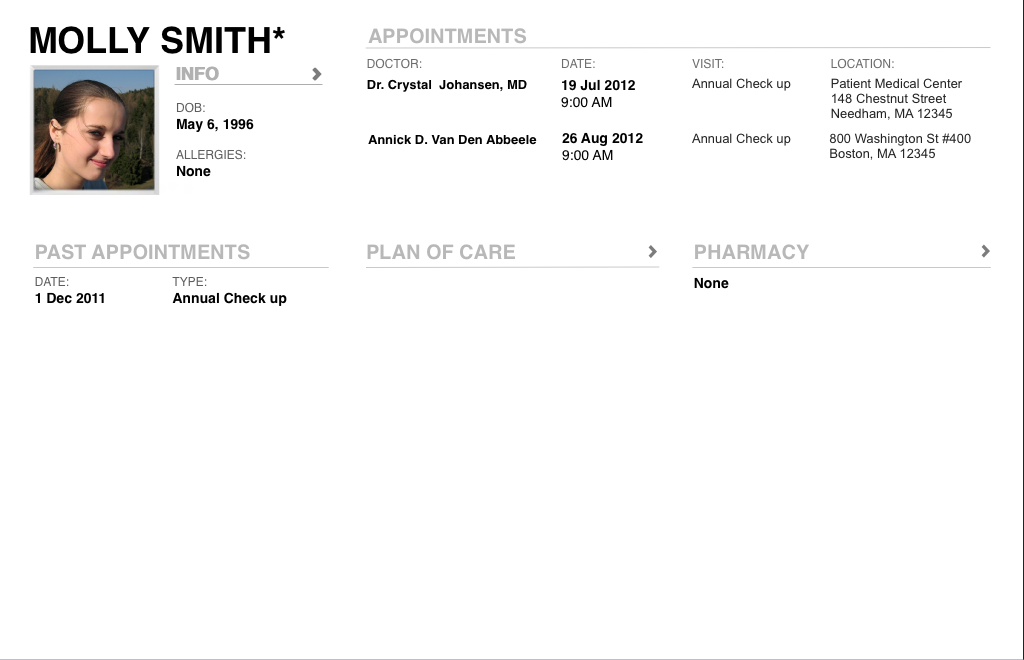 MOLLY SMITH*
INFO
DOB:
May 6, 1996
ALLERGIES:
None
APPOINTMENTS
DOCTOR: DATE: VISIT: LOCATION:
Dr. Crystal Johansen, MD 19 Jul 2012 Annual Check up Patient Medical Center
9:00 AM 148 Chestnut Street
Needham, MA 12345
Annick D. Van Den Abbeele 26 Aug 2012 Annual Check up 800 Washington St #400
9:00 AM Boston, MA 12345
PAST APPOINTMENTS
DATE: TYPE:
1 Dec 2011 Annual Check up
PLAN OF CARE
PHARMACY
None